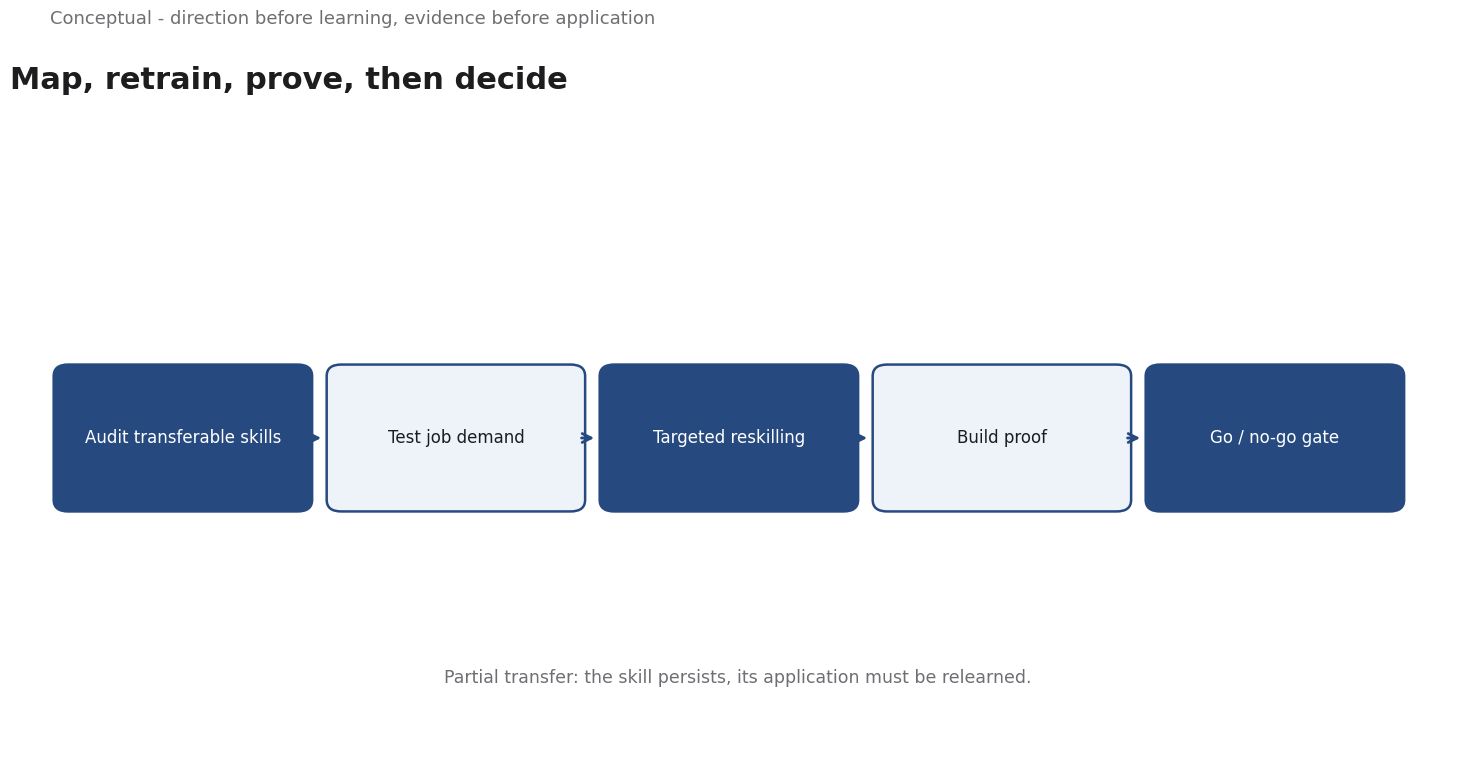 Conceptual - direction before learning, evidence before application
Map, retrain, prove, then decide
Audit transferable skills
Test job demand
Targeted reskilling
Build proof
Go / no-go gate
Partial transfer: the skill persists, its application must be relearned.